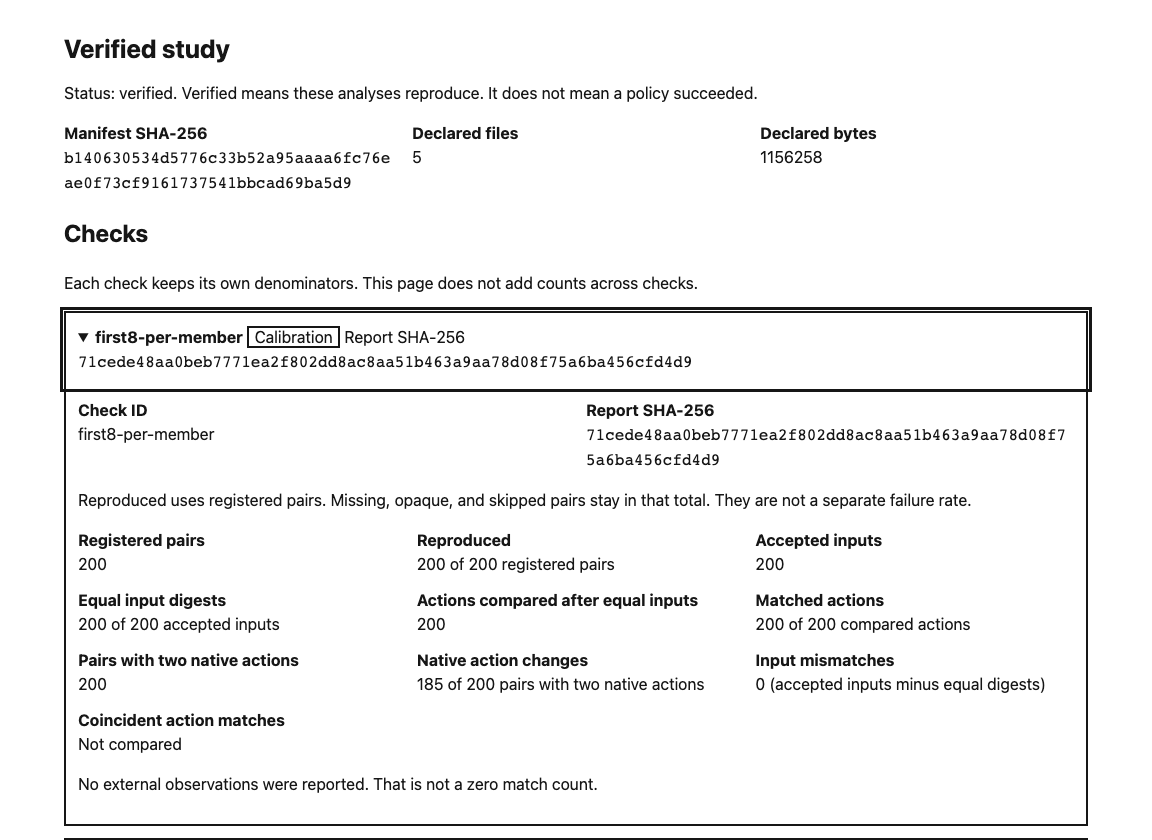 Verified study
Status: verified. Verified means these analyses reproduce. It does not mean a policy succeeded.
Manifest SHA-256
b140630534d5776c33b52a95aaaa6fc76e
ae0f73cf9161737541bbcad69ba5d9
Declared files
5
Declared bytes
1156258
Checks
Each check keeps its own denominators. This page does not add counts across checks.
▼ first8-per-member Calibration Report SHA-256
71cede48aa0beb7771ea2f802dd8ac8aa51b463a9aa78d08f75a6ba456cfd4d9
Check ID
first8-per-member
Report SHA-256
71cede48aa0beb7771ea2f802dd8ac8aa51b463a9aa78d08f7
5a6ba456cfd4d9
Reproduced uses registered pairs. Missing, opaque, and skipped pairs stay in that total. They are not a separate failure rate.
Registered pairs
200
Reproduced
200 of 200 registered pairs
Accepted inputs
200
Equal input digests
200 of 200 accepted inputs
Actions compared after equal inputs
200
Matched actions
200 of 200 compared actions
Pairs with two native actions
200
Native action changes
185 of 200 pairs with two native actions
Input mismatches
0 (accepted inputs minus equal digests)
Coincident action matches
Not compared
No external observations were reported. That is not a zero match count.